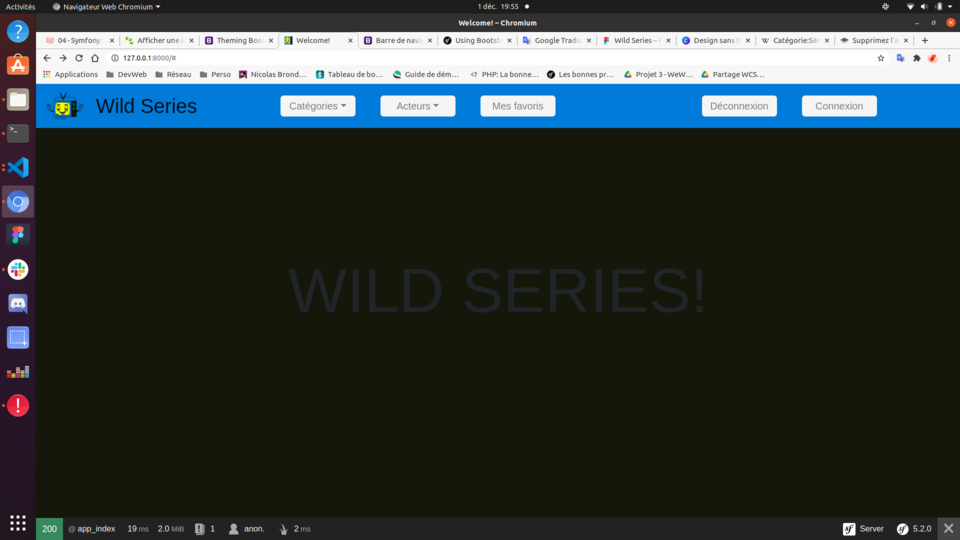 Activités
Navigateur Web Chromium
1 déc. 19:55
Welcome! – Chromium
04 - Symfony
Afficher une
Theming Boot
Welcome!
Barre de navi
Using Bootst
Google Tradu
Wild Series –
Design sans t
Catégorie:Sé
Supprimez l'a
127.0.0.1:8000/#
Applications
DevWeb
Réseau
Perso
Nicolas Brond...
Tableau de bo...
Guide de dém...
PHP: La bonne...
Les bonnes pr...
Projet 3 - WeW...
Partage WCS...
Wild Series
Catégories
Acteurs
Mes favoris
Déconnexion
Connexion
WILD SERIES!
200 @ app_index 19 ms 2.0 MiB 1 anon. 2 ms
Server 5.2.0